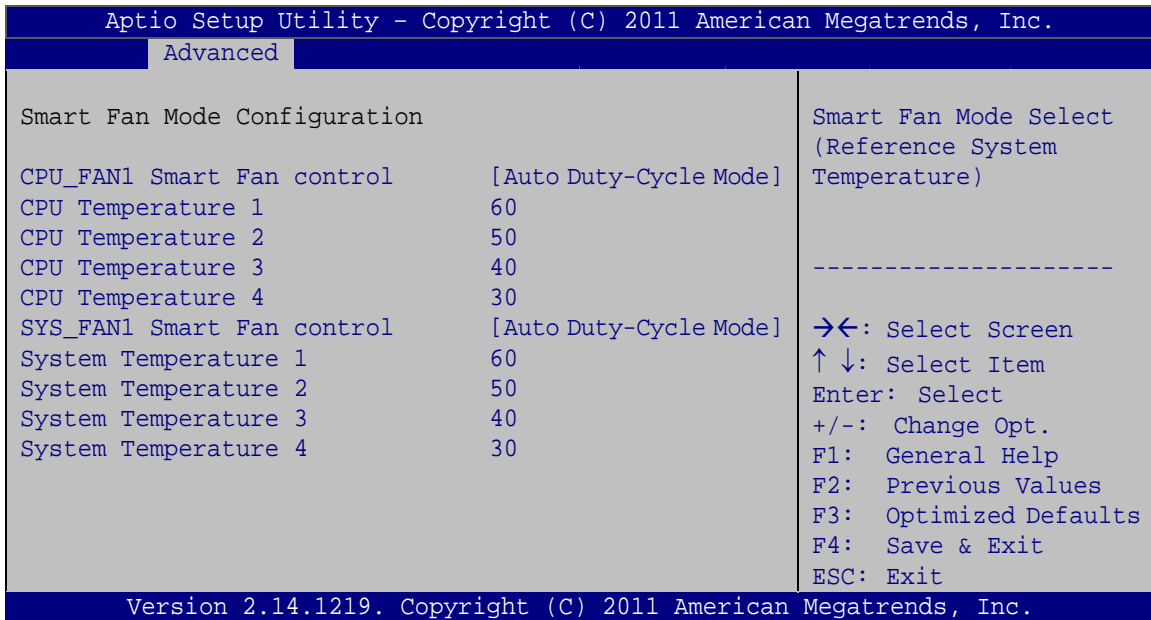 Aptio Setup Utility – Copyright (C) 2011 American Megatrends, Inc.
Advanced
Smart Fan Mode Configuration
CPU_FAN1 Smart Fan control [Auto Duty-Cycle Mode]
CPU Temperature 1 60
CPU Temperature 2 50
CPU Temperature 3 40
CPU Temperature 4 30
SYS_FAN1 Smart Fan control [Auto Duty-Cycle Mode]
System Temperature 1 60
System Temperature 2 50
System Temperature 3 40
System Temperature 4 30
Smart Fan Mode Select
(Reference System
Temperature)
---------------------
→←: Select Screen
↑ ↓: Select Item
Enter: Select
+/-: Change Opt.
F1: General Help
F2: Previous Values
F3: Optimized Defaults
F4: Save & Exit
ESC: Exit
Version 2.14.1219. Copyright (C) 2011 American Megatrends, Inc.